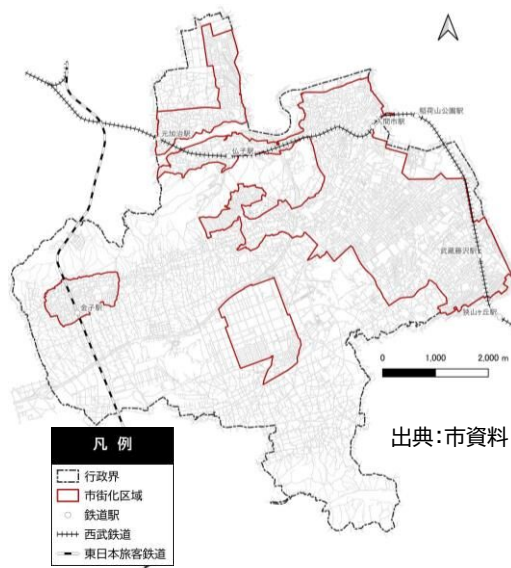 元加治駅
仏子駅
入間市駅
稲荷山公園駅
武蔵藤沢駅
狭山ヶ丘駅
金子駅
0 1,000 2,000 m
出典:市資料
凡 例
行政界
市街化区域
鉄道駅
西武鉄道
東日本旅客鉄道